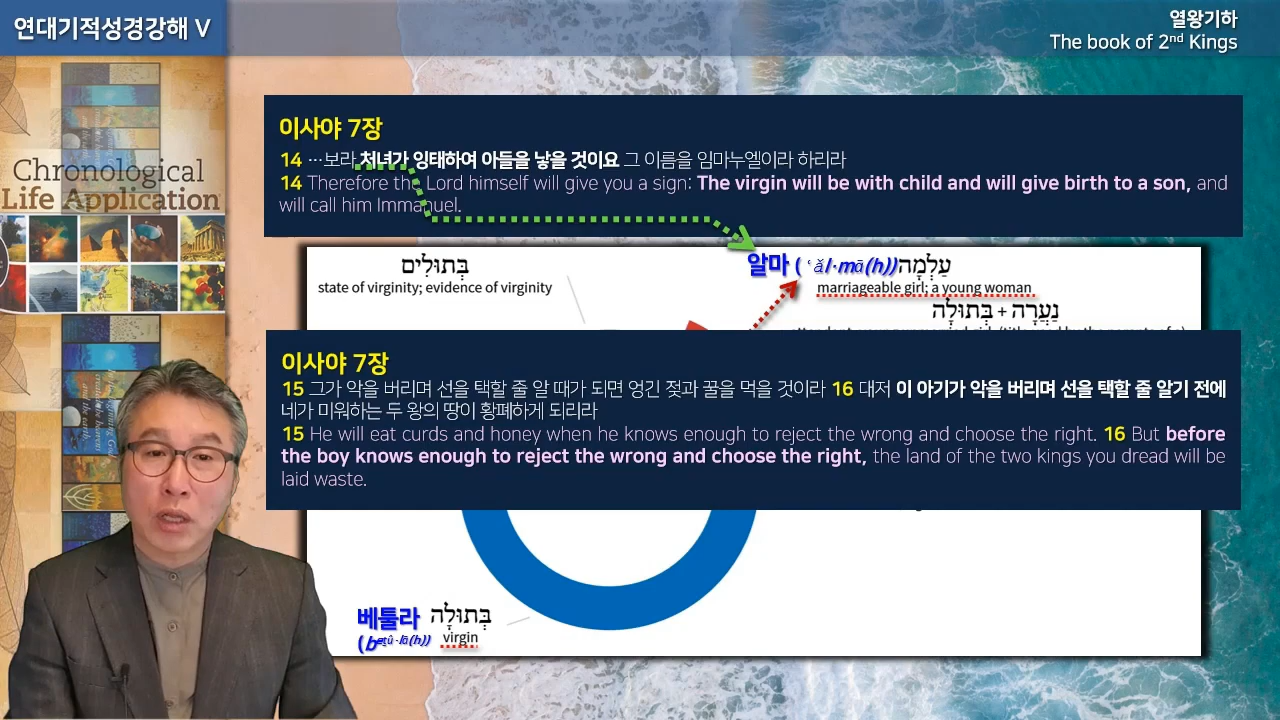 연대기적성경강해 V
열왕기하
The book of 2nd Kings
Chronological
Life Application
이사야 7장
14 …보라 처녀가 잉태하여 아들을 낳을 것이요 그 이름을 임마누엘이라 하리라
14 Therefore the Lord himself will give you a sign: The virgin will be with child and will give birth to a son, and
will call him Immanuel.
בְּתוּלִים
state of virginity; evidence of virginity
알마 (ʿăl·mā(h)) עַלְמָה
marriageable girl; a young woman
נַעֲרָה + בְּתוּלָה
이사야 7장
15 그가 악을 버리며 선을 택할 줄 알 때가 되면 엉긴 젖과 꿀을 먹을 것이라 16 대저 이 아기가 악을 버리며 선을 택할 줄 알기 전에
네가 미워하는 두 왕의 땅이 황폐하게 되리라
15 He will eat curds and honey when he knows enough to reject the wrong and choose the right. 16 But before
the boy knows enough to reject the wrong and choose the right, the land of the two kings you dread will be
laid waste.
베툴라 בְּתוּלָה
(beṯû·lā(h)) virgin